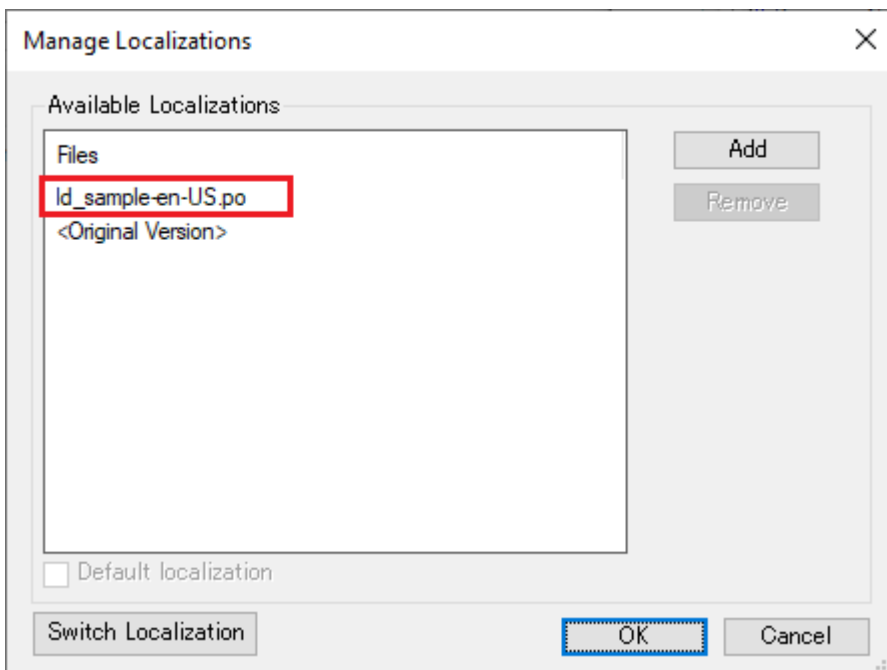 Manage Localizations
Available Localizations
Files
ld_sample-en-US.po
<Original Version>
Add
Remove
Default localization
Switch Localization
OK
Cancel